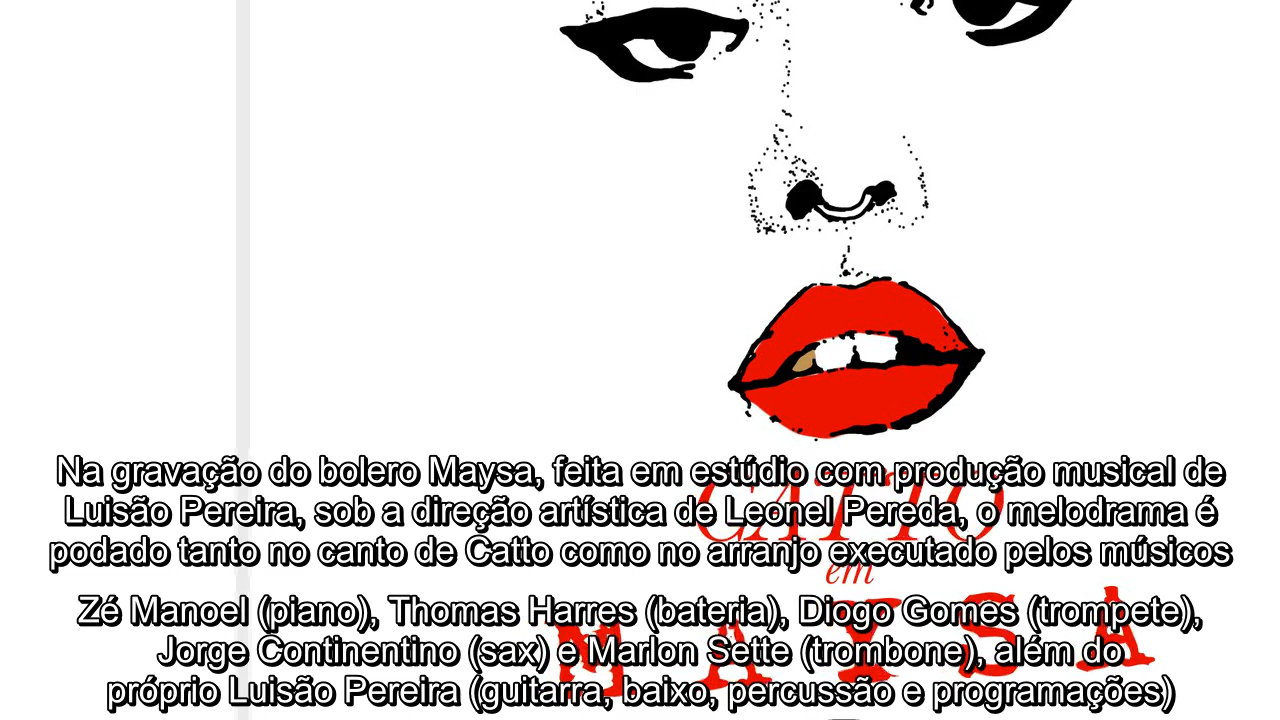 Na gravação do bolero Maysa, feita em estúdio com produção musical de
Luisão Pereira, sob a direção artística de Leonel Pereda, o melodrama é
podado tanto no canto de Catto como no arranjo executado pelos músicos
CATTO
em
Zé Manoel (piano), Thomas Harres (bateria), Diogo Gomes (trompete),
Jorge Continentino (sax) e Marlon Sette (trombone), além do
próprio Luisão Pereira (guitarra, baixo, percussão e programações)
MAYSA